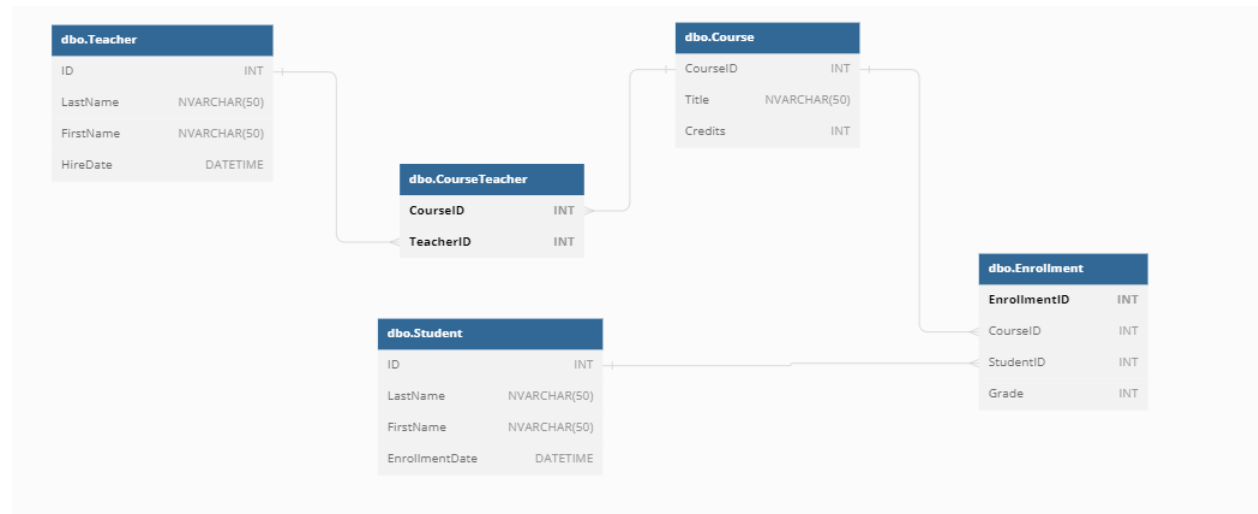 dbo.Teacher
ID INT
LastName NVARCHAR(50)
FirstName NVARCHAR(50)
HireDate DATETIME
dbo.Course
CourseID INT
Title NVARCHAR(50)
Credits INT
dbo.CourseTeacher
CourseID INT
TeacherID INT
dbo.Enrollment
EnrollmentID INT
CourseID INT
StudentID INT
Grade INT
dbo.Student
ID INT
LastName NVARCHAR(50)
FirstName NVARCHAR(50)
EnrollmentDate DATETIME